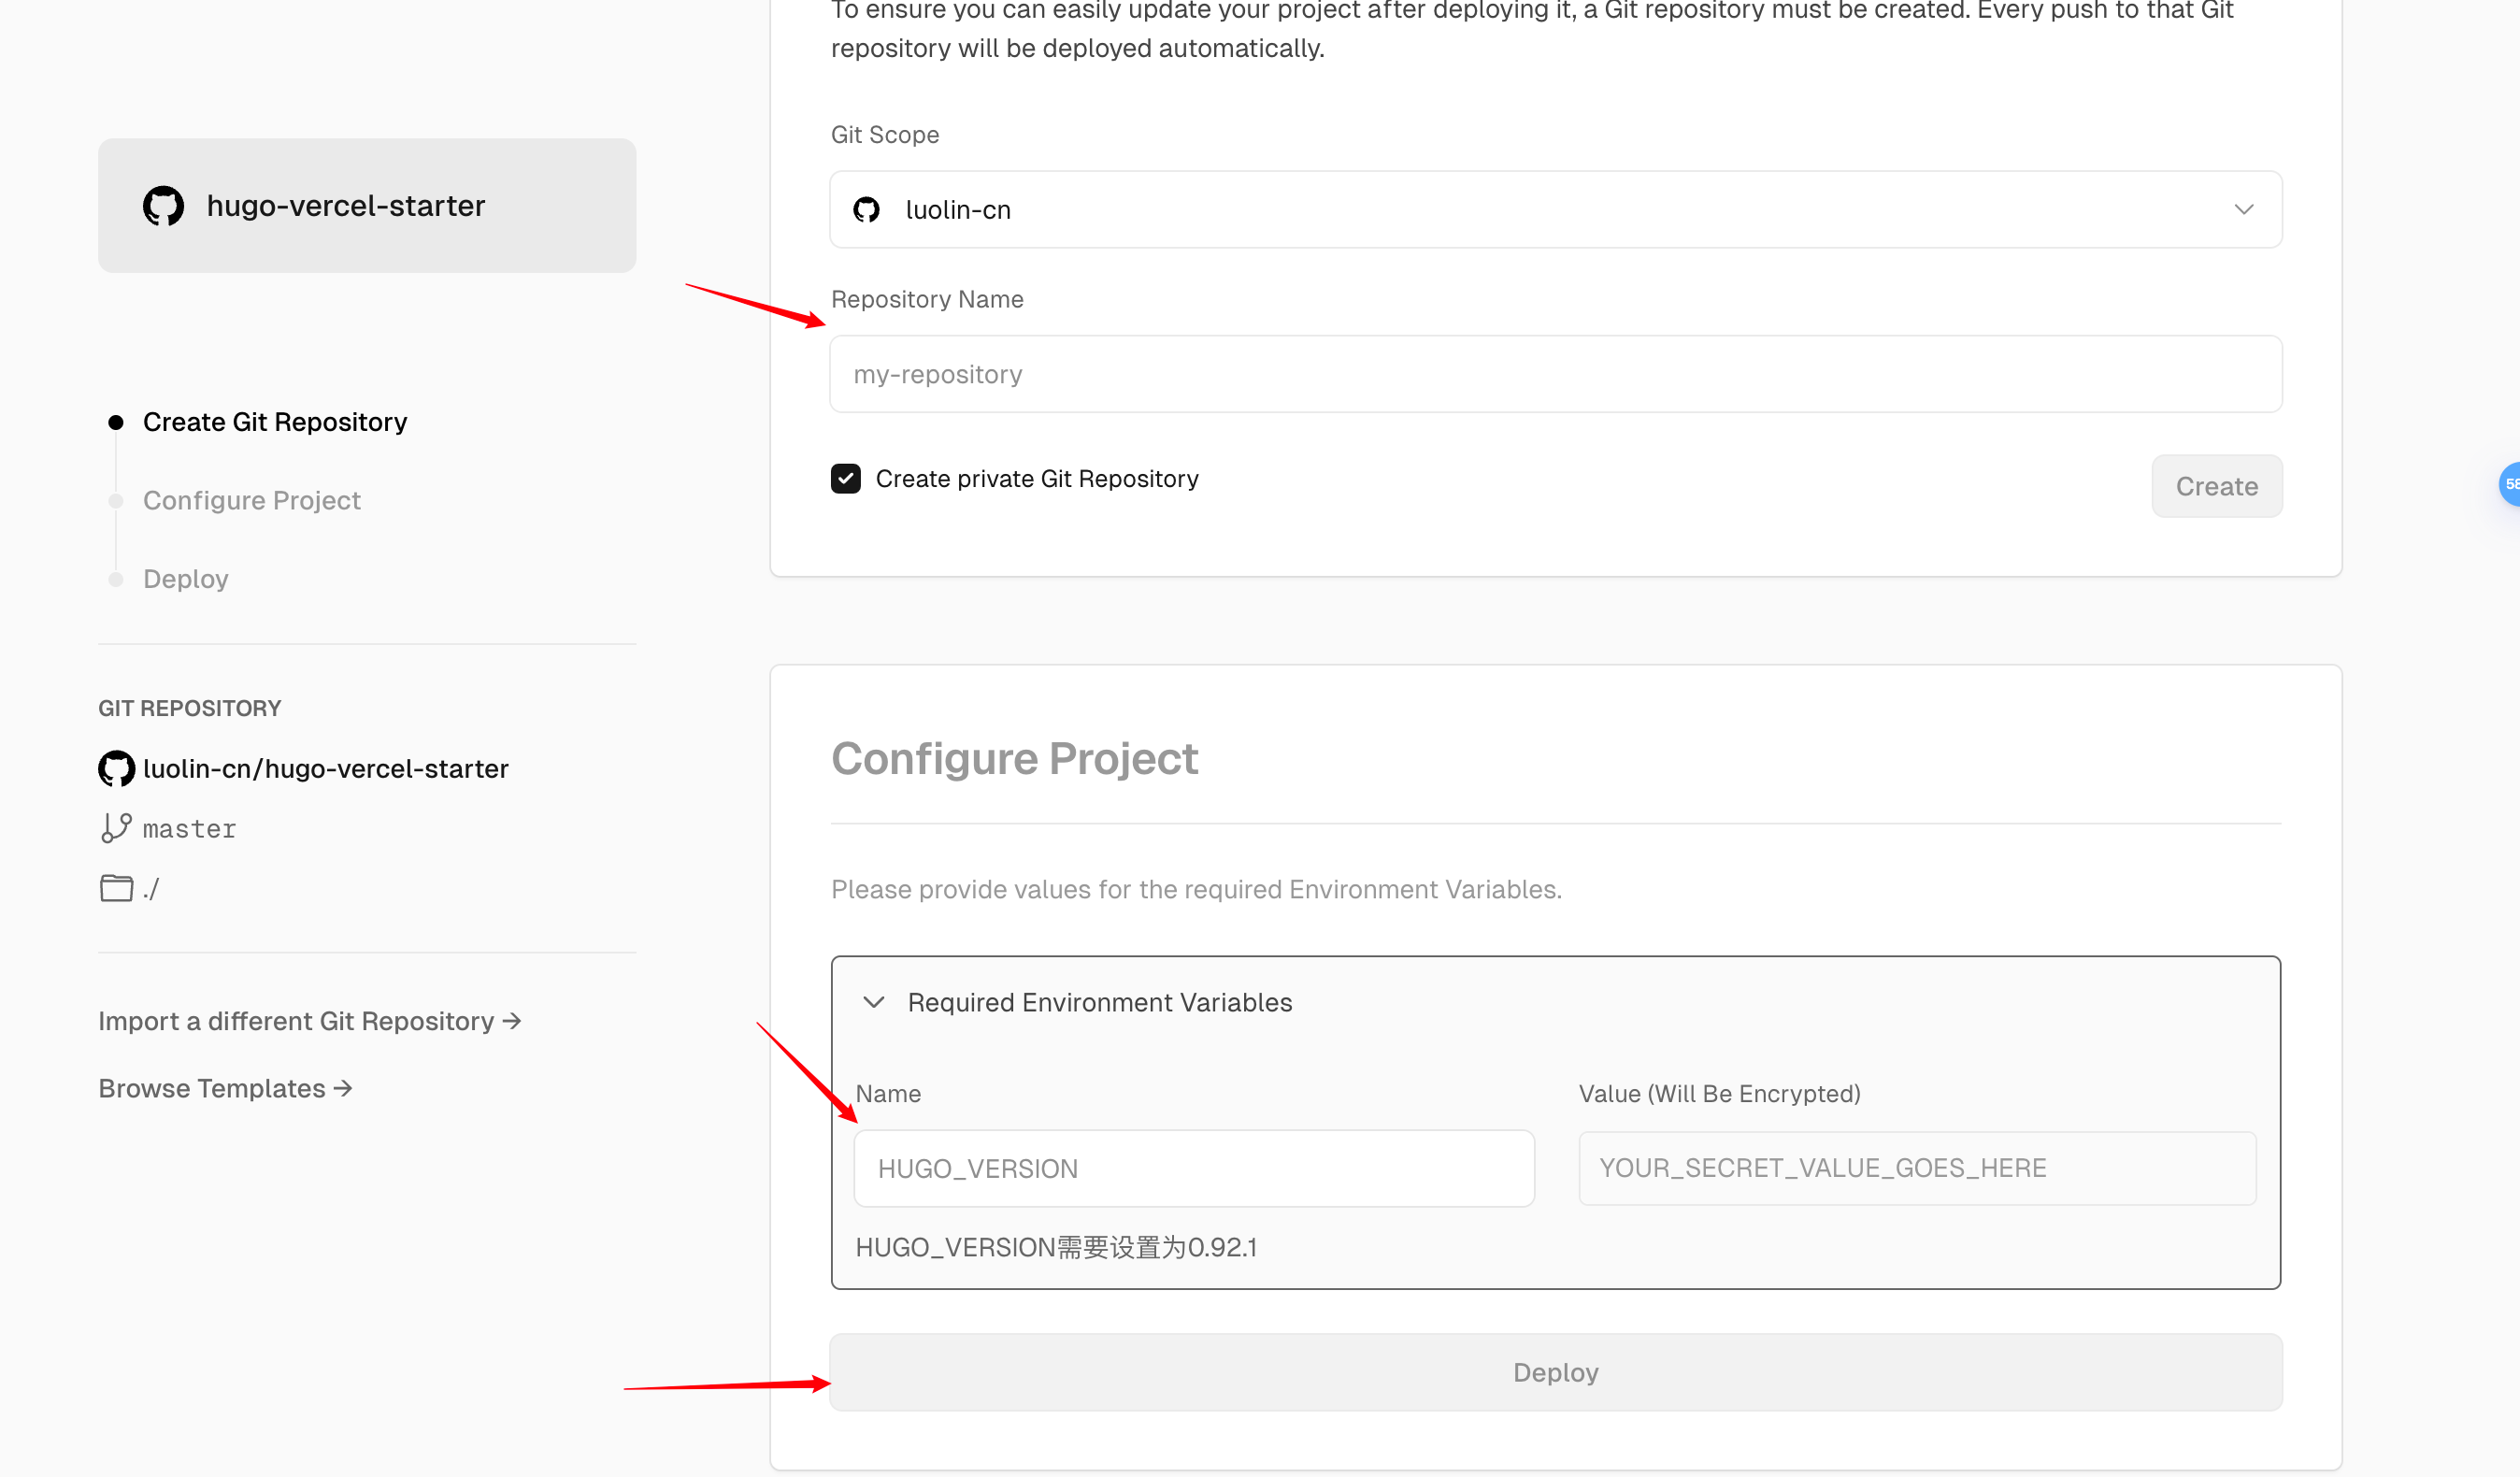 To ensure you can easily update your project after deploying it, a Git repository must be created. Every push to that Git
repository will be deployed automatically.
hugo-vercel-starter
Git Scope
luolin-cn
Repository Name
my-repository
Create private Git Repository
Create
Create Git Repository
Configure Project
Deploy
GIT REPOSITORY
luolin-cn/hugo-vercel-starter
master
./
Import a different Git Repository →
Browse Templates →
Configure Project
Please provide values for the required Environment Variables.
Required Environment Variables
Name
Value (Will Be Encrypted)
HUGO_VERSION
YOUR_SECRET_VALUE_GOES_HERE
HUGO_VERSION需要设置为0.92.1
Deploy